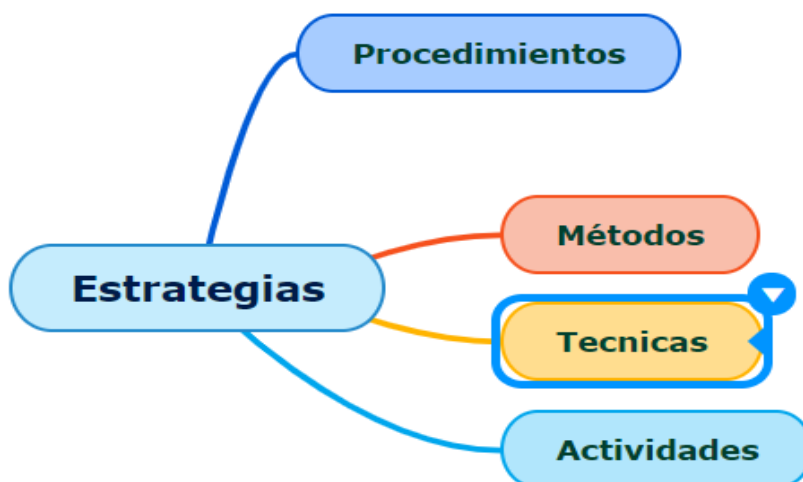 Procedimientos
Métodos
Estrategias
Tecnicas
Actividades